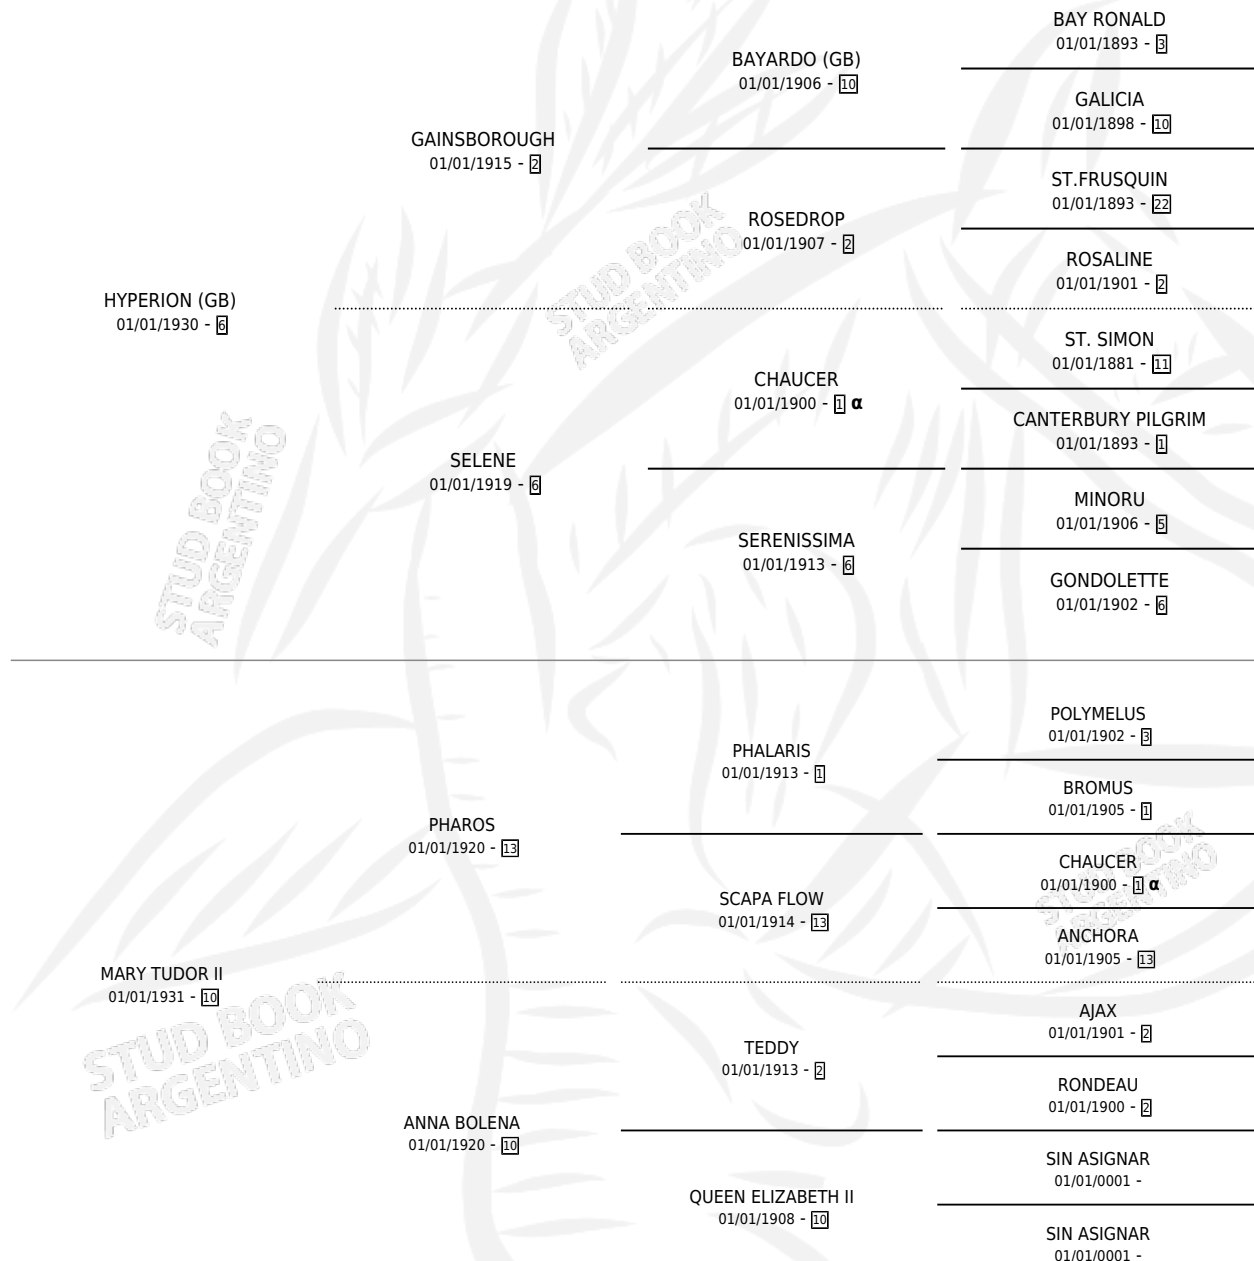 BAY RONALD
01/01/1893 - 3
BAYARDO (GB)
01/01/1906 - 10
GALICIA
01/01/1898 - 10
GAINSBOROUGH
01/01/1915 - 2
ST.FRUSQUIN
01/01/1893 - 22
ROSEDROP
01/01/1907 - 2
ROSALINE
01/01/1901 - 2
HYPERION (GB)
01/01/1930 - 6
STUD BOOK
ARGENTINO
ST. SIMON
01/01/1881 - 11
CHAUCER
01/01/1900 - 1 α
CANTERBURY PILGRIM
01/01/1893 - 1
SELENE
01/01/1919 - 6
STUD BOOK
ARGENTINO
MINORU
01/01/1906 - 5
SERENISSIMA
01/01/1913 - 6
GONDOLETTE
01/01/1902 - 6
POLYMELUS
01/01/1902 - 3
PHALARIS
01/01/1913 - 1
BROMUS
01/01/1905 - 1
PHAROS
01/01/1920 - 13
STUD BOOK
ARGENTINO
CHAUCER
01/01/1900 - 1 α
SCAPA FLOW
01/01/1914 - 13
ANCHORA
01/01/1905 - 13
MARY TUDOR II
01/01/1931 - 10
STUD BOOK
ARGENTINO
AJAX
01/01/1901 - 2
TEDDY
01/01/1913 - 2
RONDEAU
01/01/1900 - 2
ANNA BOLENA
01/01/1920 - 10
SIN ASIGNAR
01/01/0001 -
QUEEN ELIZABETH II
01/01/1908 - 10
SIN ASIGNAR
01/01/0001 -